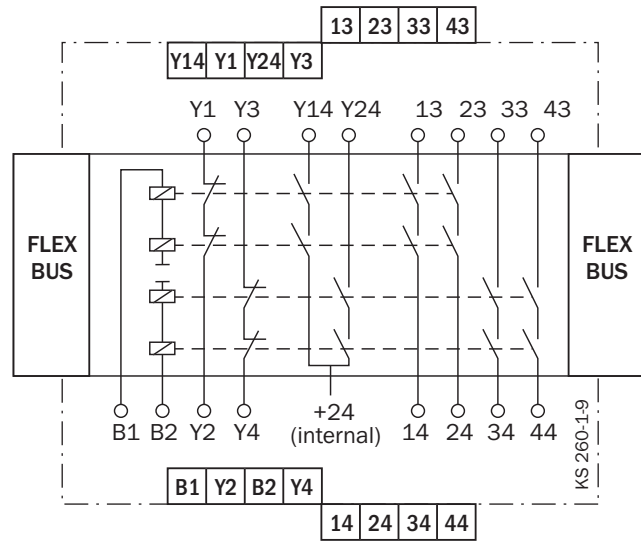 13 23 33 43
Y14 Y1 Y24 Y3
Y1 Y3 Y14 Y24 13 23 33 43
FLEX
BUS
FLEX
BUS
B1 B2 Y2 Y4 +24 14 24 34 44
(internal)
KS 260-1-9
B1 Y2 B2 Y4
14 24 34 44